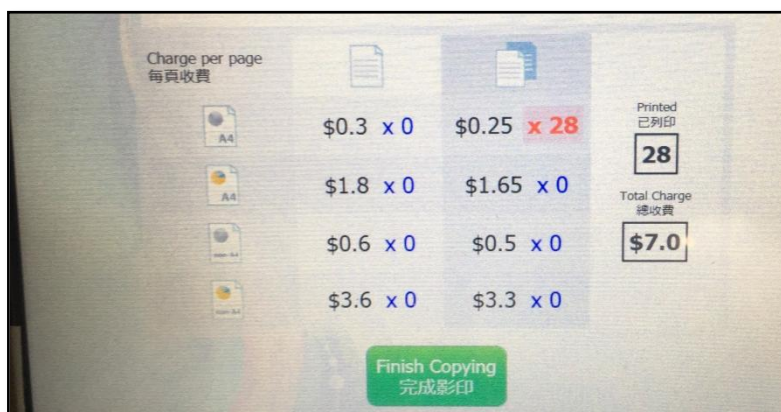 Charge per page
每頁收費
Printed
已列印
A4
$0.3 x 0
$0.25 x 28
28
A4
$1.8 x 0
$1.65 x 0
Total Charge
總收費
$0.6 x 0
$0.5 x 0
$7.0
$3.6 x 0
$3.3 x 0
Finish Copying
完成影印